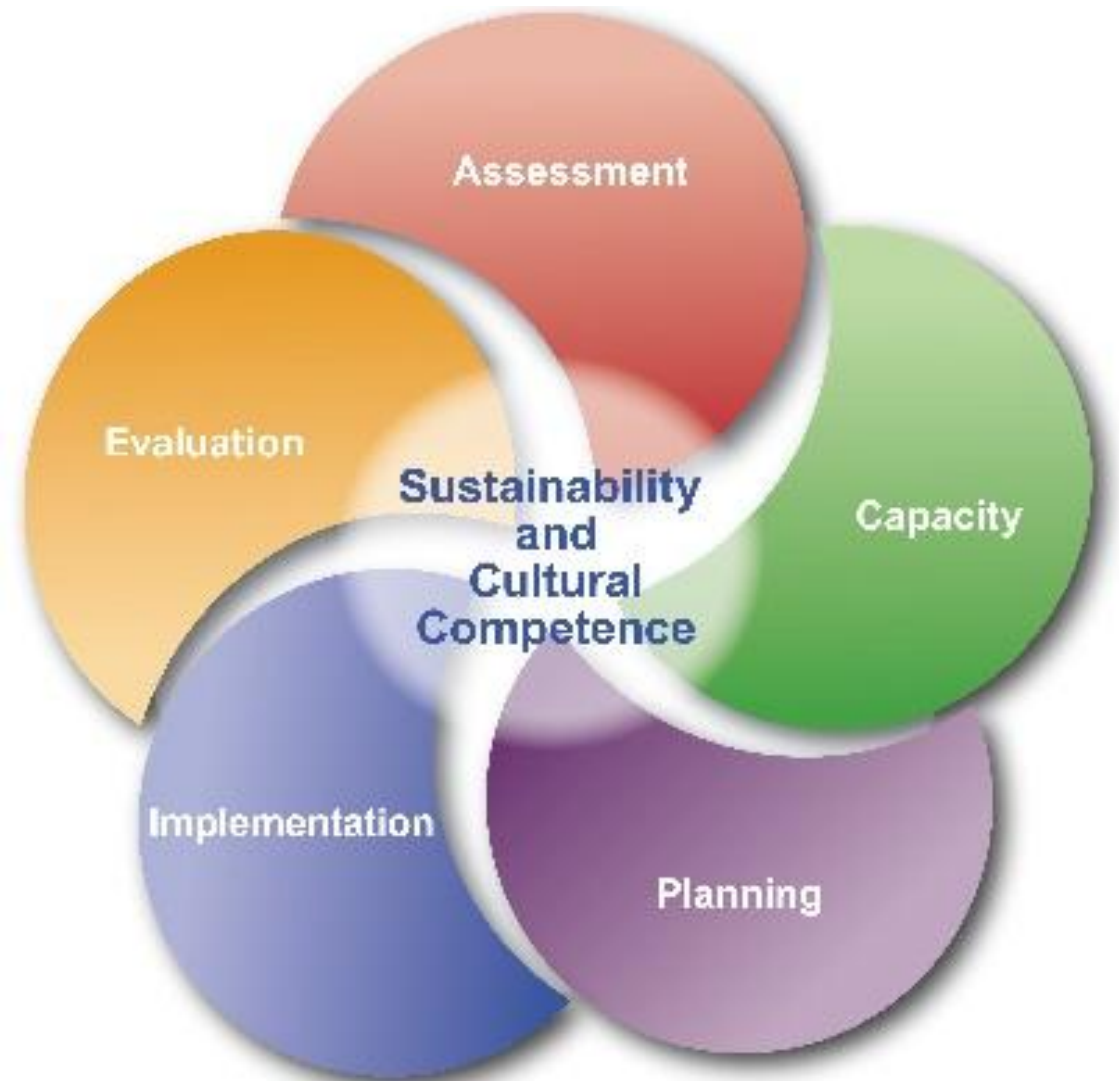 Assessment
Capacity
Planning
Implementation
Evaluation
Sustainability
and
Cultural
Competence